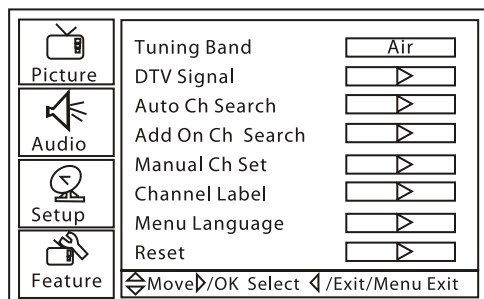 Picture
Audio
Setup
Feature
Tuning Band Air
DTV Signal
Auto Ch Search
Add On Ch Search
Manual Ch Set
Channel Label
Menu Language
Reset
Move /OK Select /Exit/Menu Exit